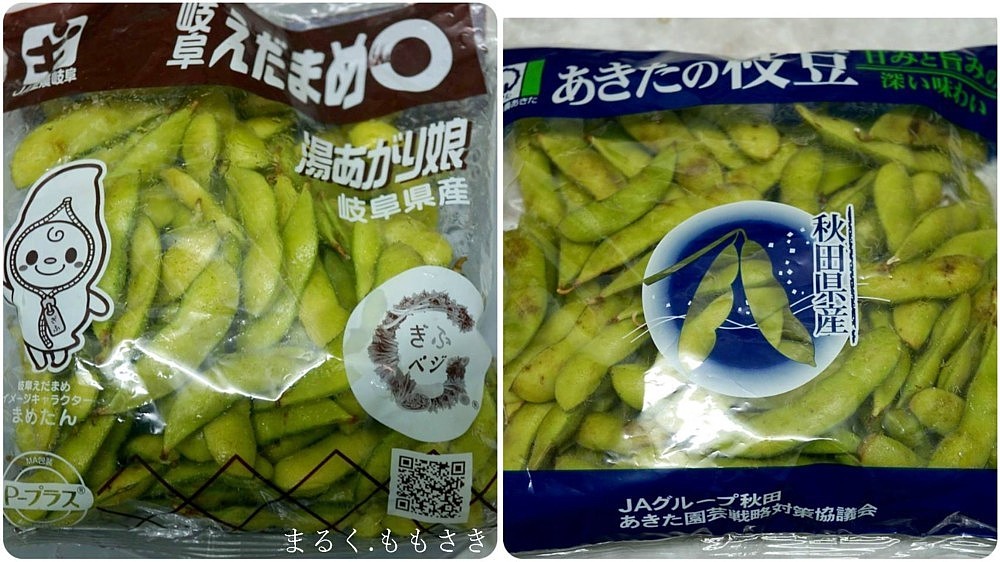 岐阜えだまめ
湯あがり娘
岐阜県産
ぎふ
ベジ
岐阜えだまめ
イメージキャラクター
まめたん
P-プラス®
まるく.ももさき
あきたの枝豆
甘みと旨みの
深い味わい
秋田県産
JAグループ秋田
あきた園芸戦略対策協議会